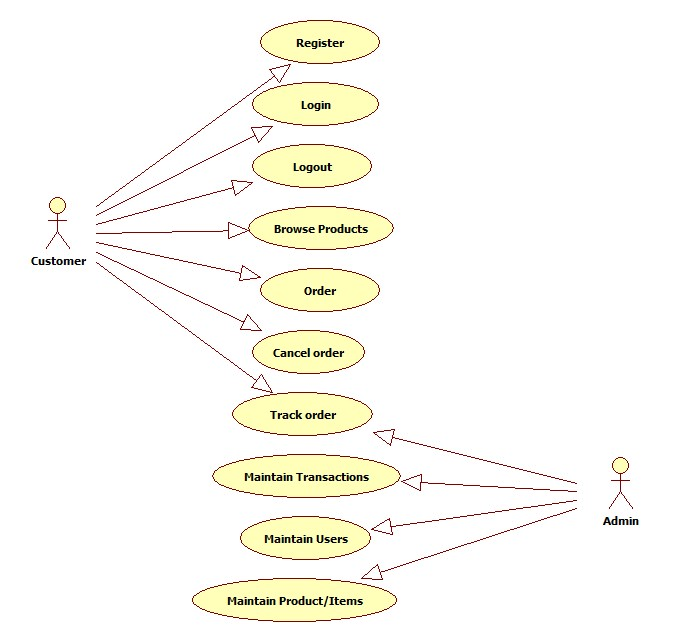 Register
Login
Logout
Browse Products
Customer
Order
Cancel order
Track order
Maintain Transactions
Admin
Maintain Users
Maintain Product/Items